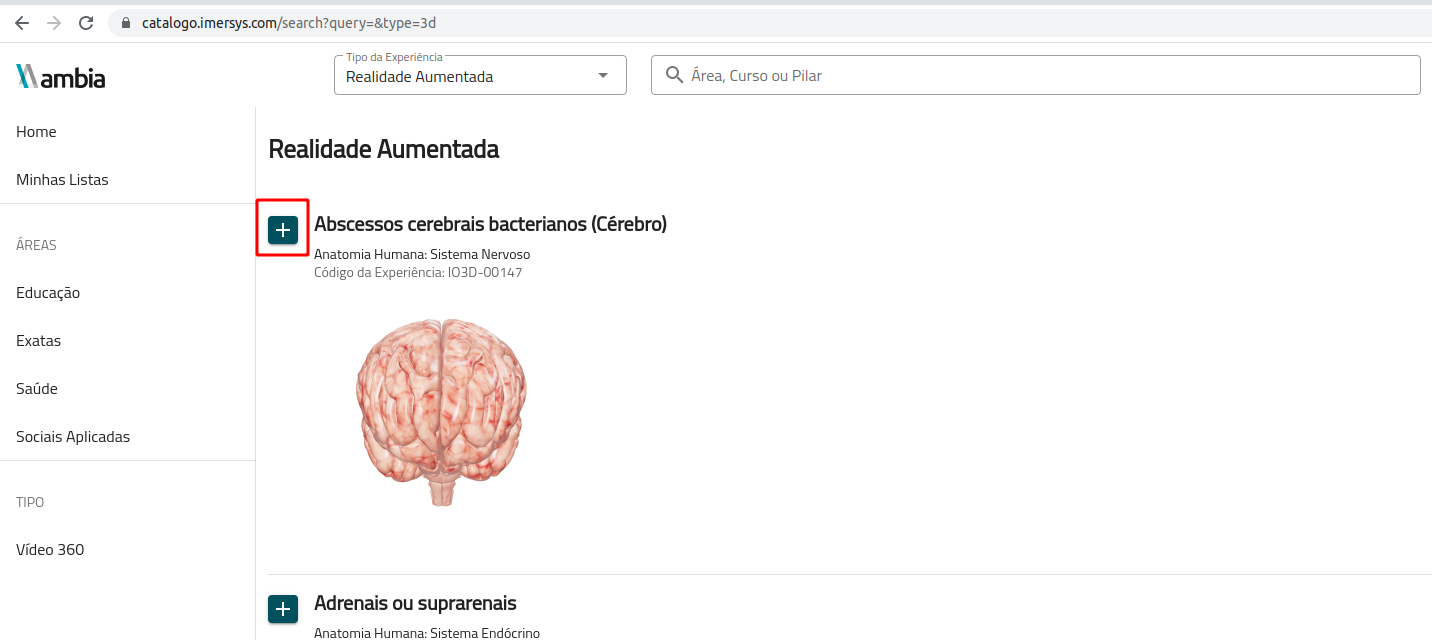 catalogo.imersys.com/search?query=&type=3d
ambia
Tipo da Experiência
Realidade Aumentada
Área, Curso ou Pilar
Home
Minhas Listas
ÁREAS
Educação
Exatas
Saúde
Sociais Aplicadas
TIPO
Vídeo 360
Realidade Aumentada
Abscessos cerebrais bacterianos (Cérebro)
Anatomia Humana: Sistema Nervoso
Código da Experiência: IO3D-00147
Adrenais ou suprarenais
Anatomia Humana: Sistema Endócrino